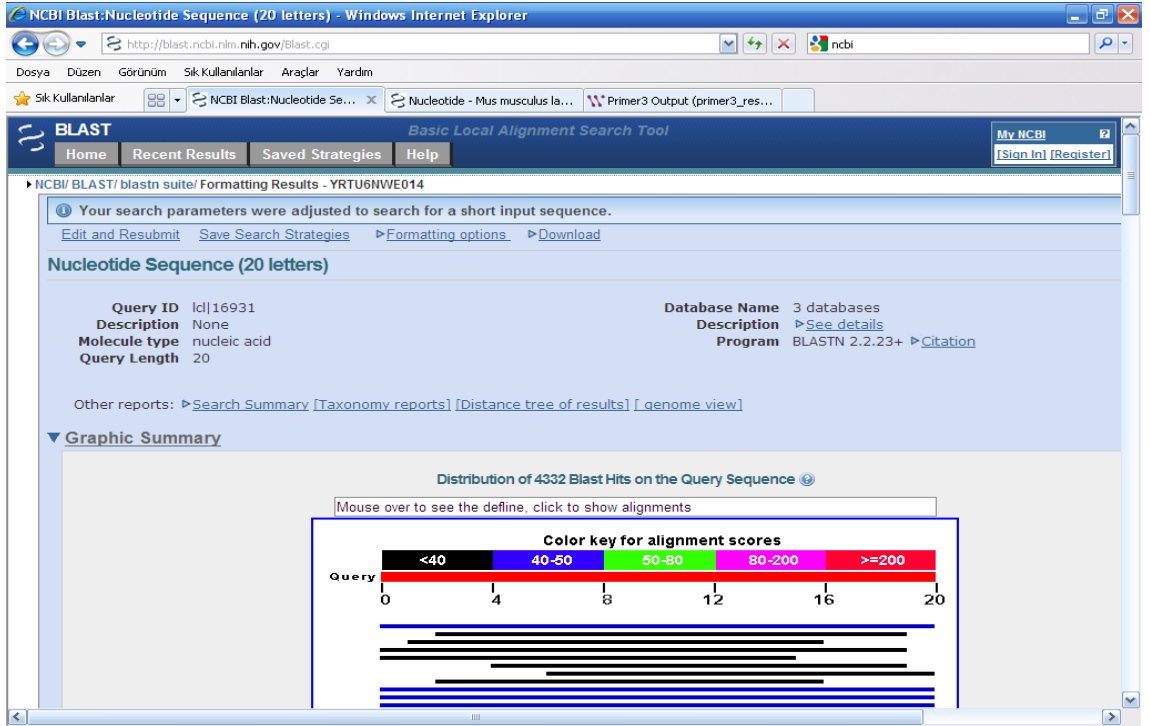 NCBI Blast:Nucleotide Sequence (20 letters) - Windows Internet Explorer
http://blast.ncbi.nlm.nih.gov/Blast.cgi
ncbi
Dosya Düzen Görünüm Sık Kullanılanlar Araçlar Yardım
Sık Kullanılanlar NCBI Blast:Nucleotide Se... X Nucleotide - Mus musculus la... Primer3 Output (primer3_res...
BLAST Basic Local Alignment Search Tool
My NCBI
[Sign In] [Register]
Home Recent Results Saved Strategies Help
NCBI/ BLAST/ blastn suite/ Formatting Results - YRTU6NWE014
Your search parameters were adjusted to search for a short input sequence.
Edit and Resubmit Save Search Strategies Formatting options Download
Nucleotide Sequence (20 letters)
Query ID lcl|16931
Description None
Molecule type nucleic acid
Query Length 20
Database Name 3 databases
Description See details
Program BLASTN 2.2.23+ Citation
Other reports: Search Summary [Taxonomy reports] [Distance tree of results] [ genome view]
Graphic Summary
Distribution of 4332 Blast Hits on the Query Sequence
Mouse over to see the defline, click to show alignments
Color key for alignment scores
<40 40-50 50-80 80-200 >=200
Query
0 4 8 12 16 20